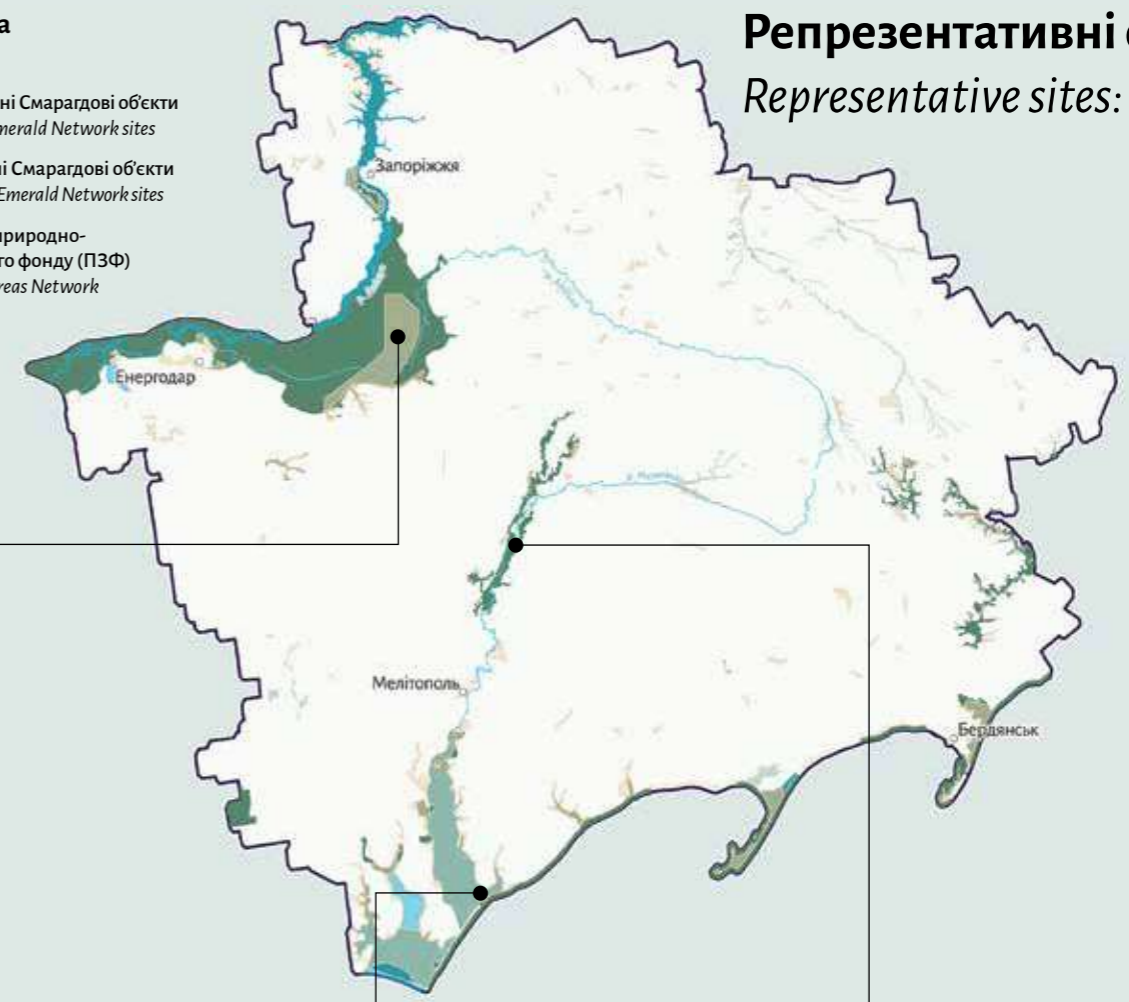 а
ні Смарагдові об'єкти
merald Network sites
ні Смарагдові об'єкти
Emerald Network sites
природно-
го фонду (ПЗФ)
reas Network
Репрезентативні
Representative sites:
Запоріжжя
Енергодар
Мелітополь
Бердянськ